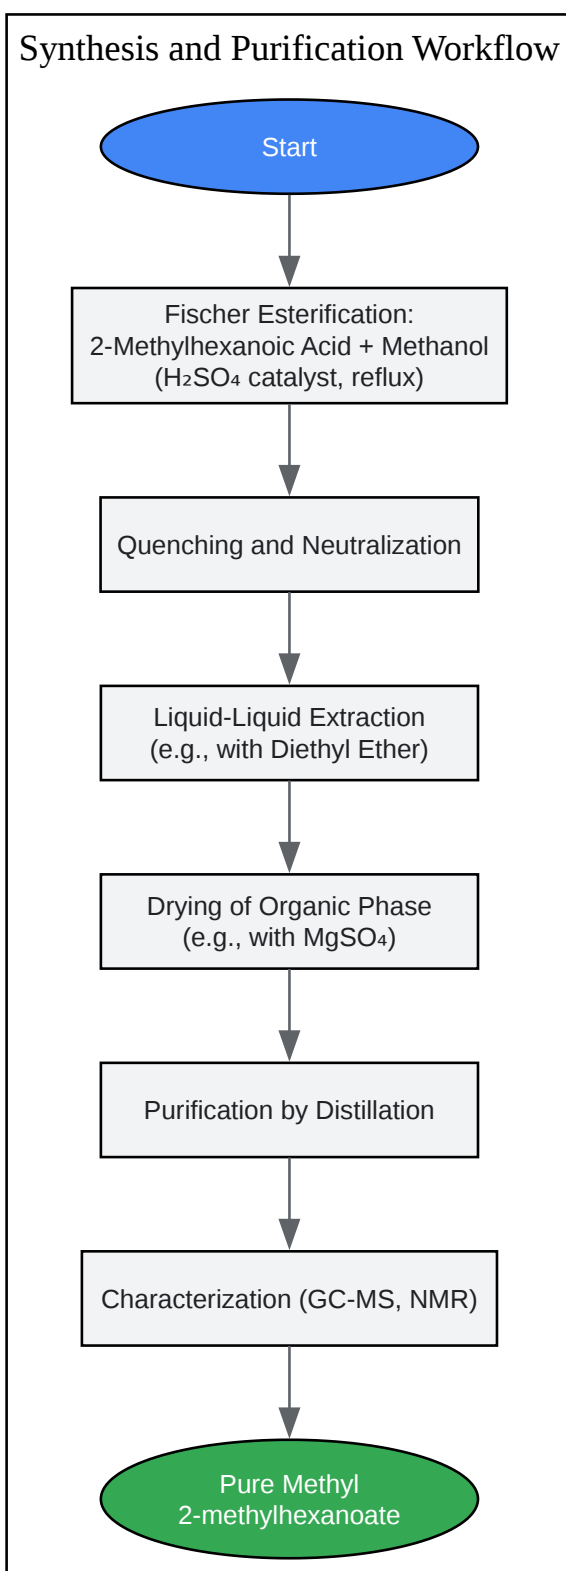 Synthesis and Purification Workflow
Start
Fischer Esterification:
2-Methylhexanoic Acid + Methanol
(H₂SO₄ catalyst, reflux)
Quenching and Neutralization
Liquid-Liquid Extraction
(e.g., with Diethyl Ether)
Drying of Organic Phase
(e.g., with MgSO₄)
Purification by Distillation
Characterization (GC-MS, NMR)
Pure Methyl
2-methylhexanoate